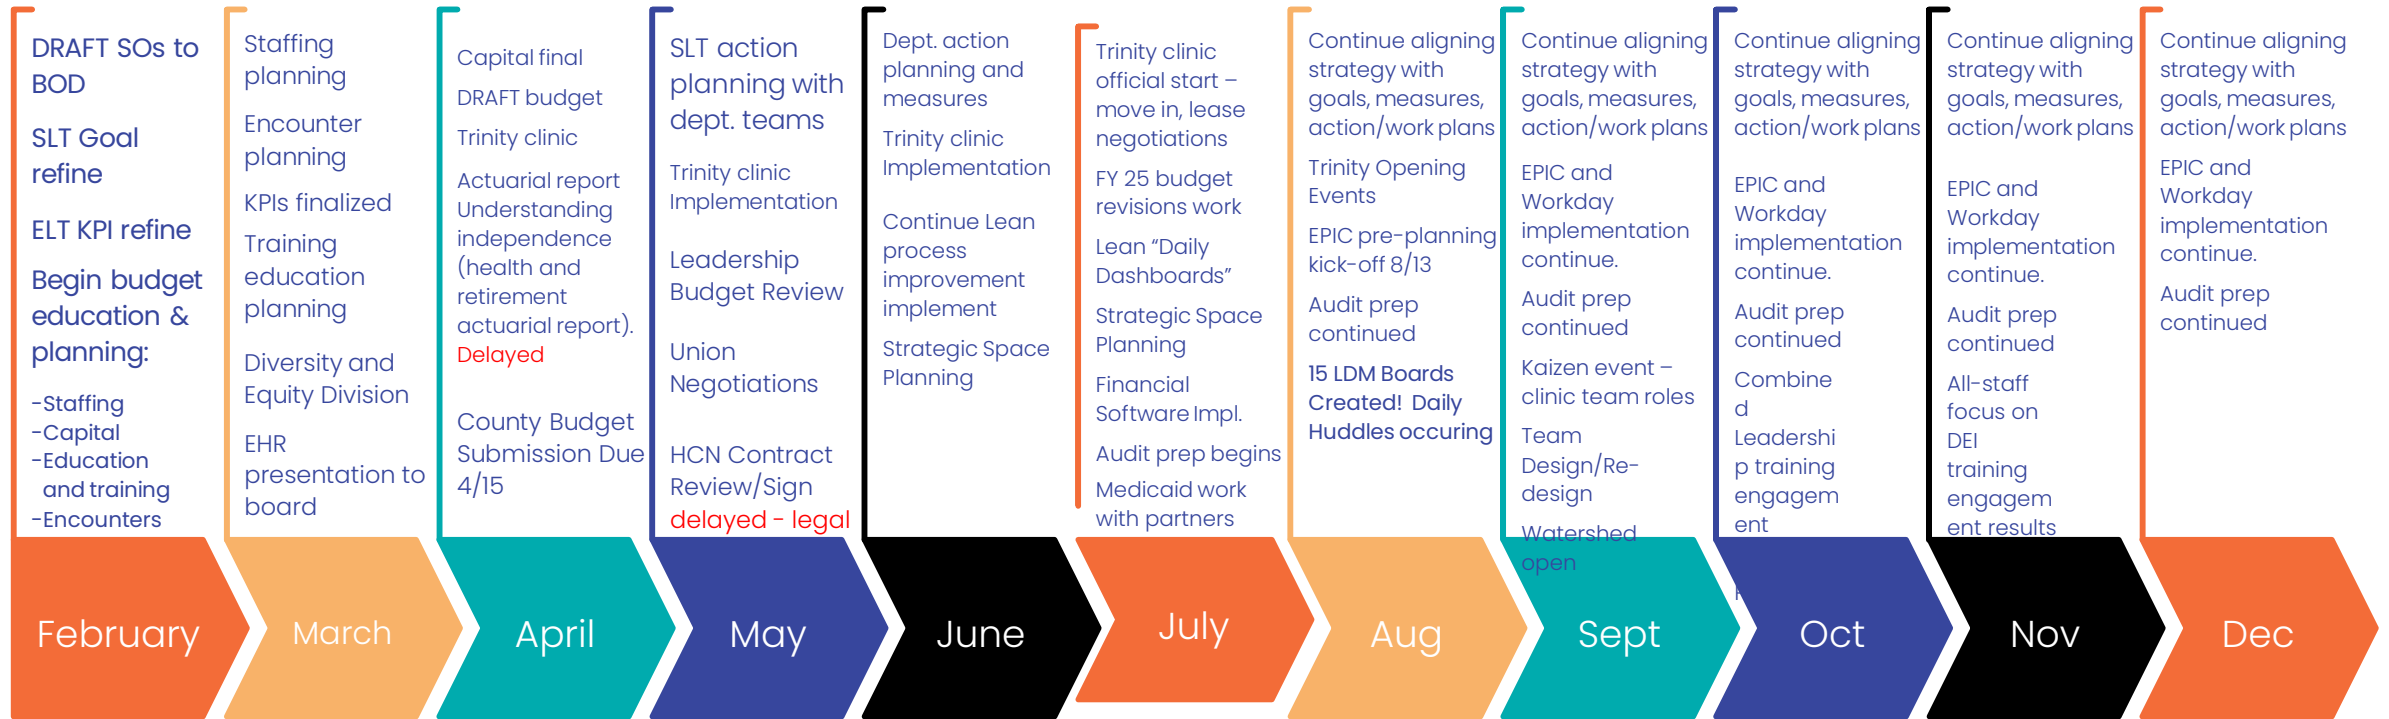 DRAFT SOs to
BOD
SLT Goal
refine
ELT KPI refine
Begin budget
education &
planning:
-Staffing
-Capital
-Education
and training
-Encounters
February
Staffing
planning
Encounter
planning
KPIs finalized
Training
education
planning
Diversity and
Equity Division
EHR
presentation to
board
March
Capital final
DRAFT budget
Trinity clinic
Actuarial report
Understanding
independence
(health and
retirement
actuarial report).
Delayed
County Budget
Submission Due
4/15
April
SLT action
planning with
dept. teams
Trinity clinic
Implementation
Leadership
Budget Review
Union
Negotiations
HCN Contract
Review/Sign
delayed - legal
May
Dept. action
planning and
measures
Trinity clinic
Implementation
Continue Lean
process
improvement
implement
Strategic Space
Planning
June
Trinity clinic
official start –
move in, lease
negotiations
FY 25 budget
revisions work
Lean “Daily
Dashboards”
Strategic Space
Planning
Financial
Software Impl.
Audit prep begins
Medicaid work
with partners
July
Continue aligning
strategy with
goals, measures,
action/work plans
Trinity Opening
Events
EPIC pre-planning
kick-off 8/13
Audit prep
continued
15 LDM Boards
Created! Daily
Huddles occuring
Aug
Continue aligning
strategy with
goals, measures,
action/work plans
EPIC and
Workday
implementation
continue.
Audit prep
continued
Kaizen event –
clinic team roles
Team
Design/Re-
design
Watershed
open
Sept
Continue aligning
strategy with
goals, measures,
action/work plans
EPIC and
Workday
implementation
continue.
Audit prep
continued
Combine
d
Leadershi
p training
engagem
ent
Oct
Continue aligning
strategy with
goals, measures,
action/work plans
EPIC and
Workday
implementation
continue.
Audit prep
continued
All-staff
focus on
DEI
training
engagem
ent results
Nov
Continue aligning
strategy with
goals, measures,
action/work plans
EPIC and
Workday
implementation
continue.
Audit prep
continued
Dec